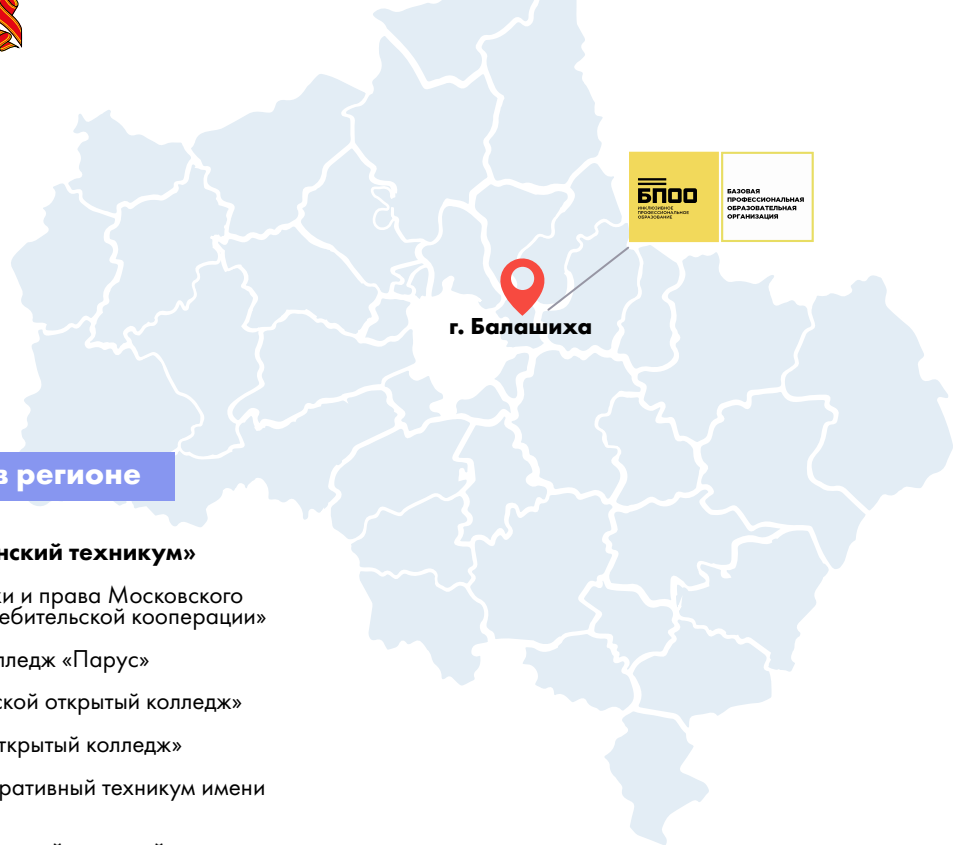 БПОО
ИНКЛЮЗИВНОЕ
ПРОФЕССИОНАЛЬНОЕ
ОБРАЗОВАНИЕ
БАЗОВАЯ
ПРОФЕССИОНАЛЬНАЯ
ОБРАЗОВАТЕЛЬНАЯ
ОРГАНИЗАЦИЯ
г. Балашиха
в регионе
нский техникум»
ки и права Московского
ебительской кооперации»
лледж «Парус»
ской открытый колледж»
ткрытый колледж»
ративный техникум имени